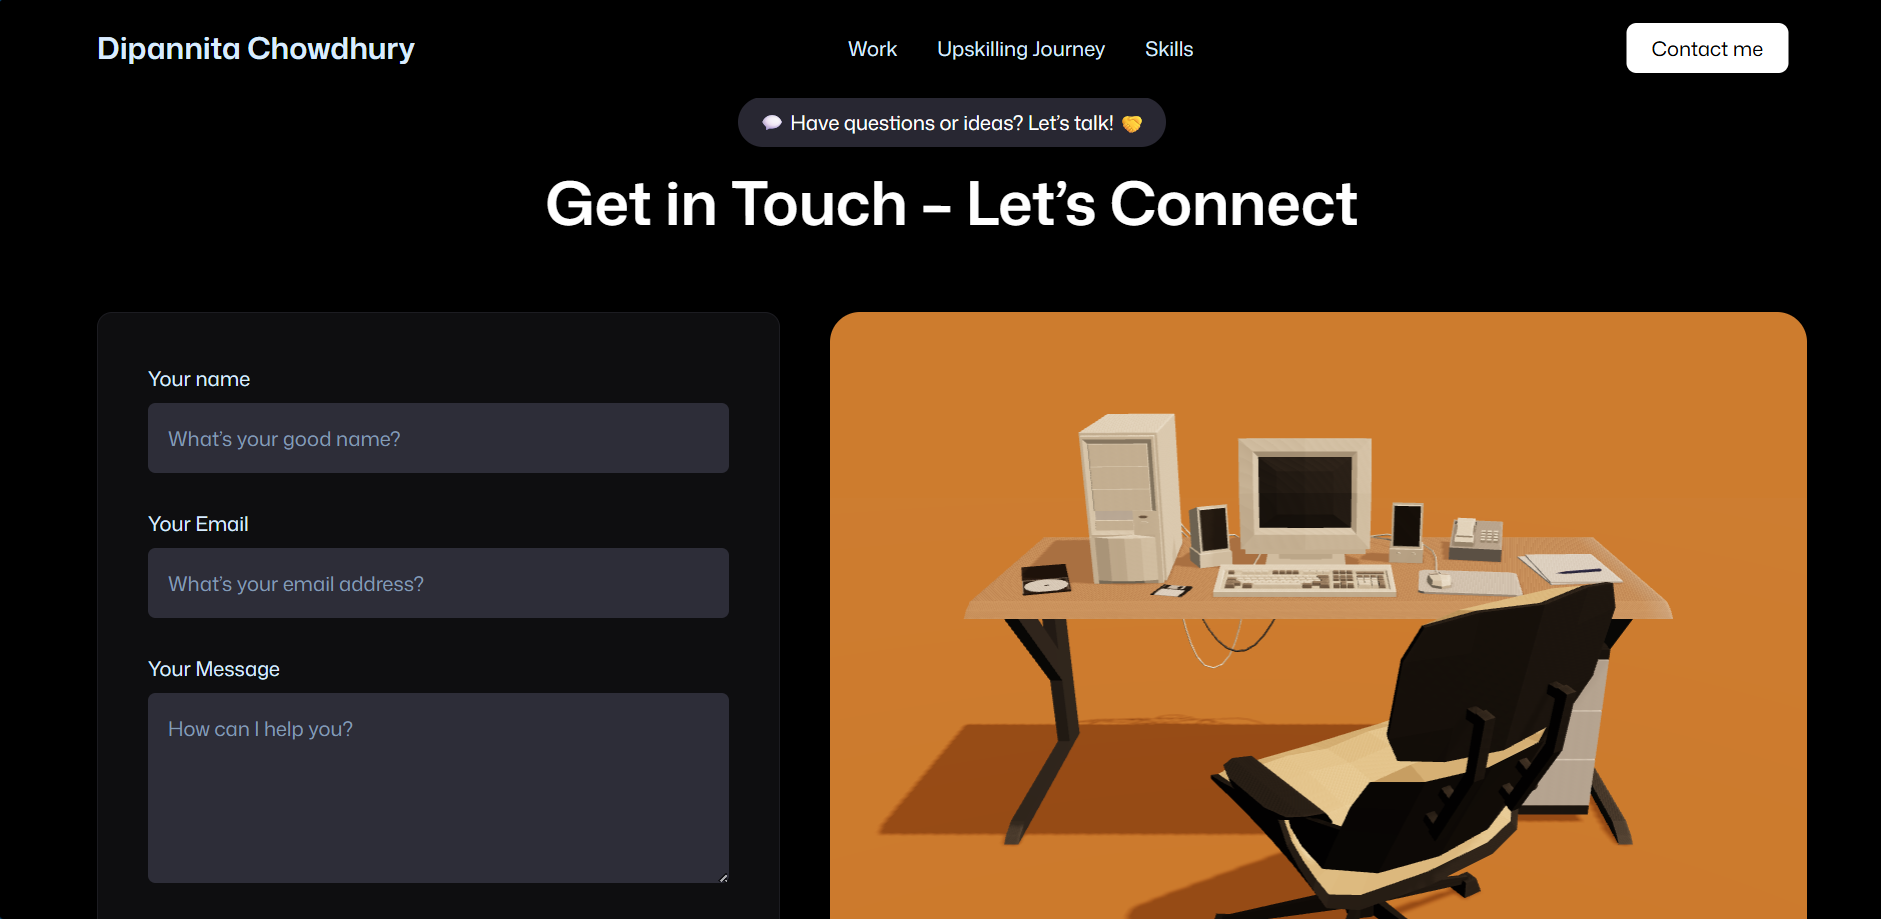 Dipannita Chowdhury
Work
Upskilling Journey
Skills
Contact me
💬 Have questions or ideas? Let’s talk! 🤝
Get in Touch – Let’s Connect
Your name
What’s your good name?
Your Email
What’s your email address?
Your Message
How can I help you?